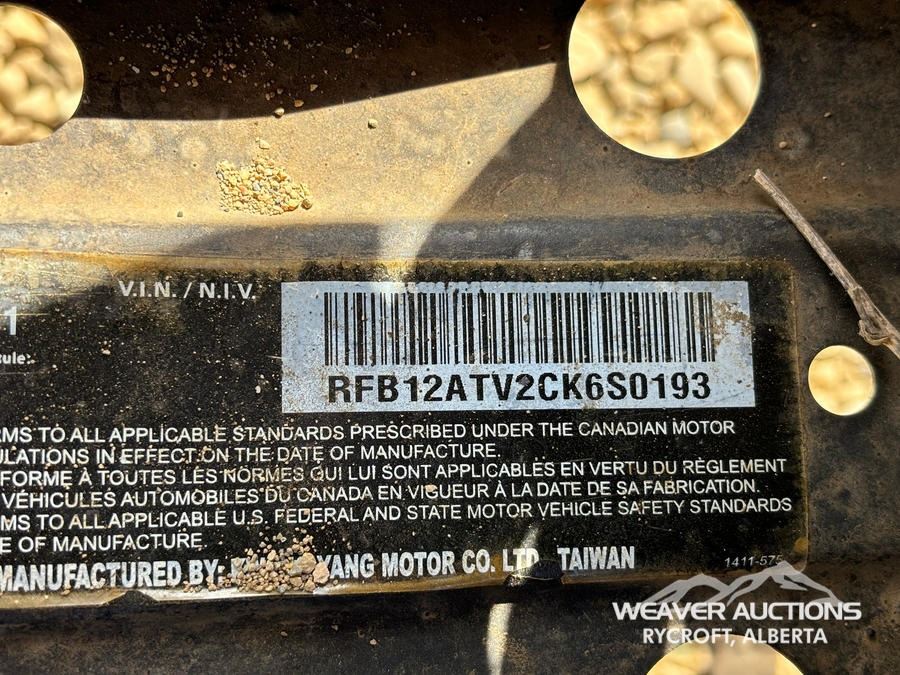 V.I.N. / N.I.V.
1
cule:
RFB12ATV2CK6S0193
RMS TO ALL APPLICABLE STANDARDS PRESCRIBED UNDER THE CANADIAN MOTOR
ULATIONS IN EFFECT ON THE DATE OF MANUFACTURE.
FORME À TOUTES LES NORMES QUI LUI SONT APPLICABLES EN VERTU DU RÈGLEMENT
VÉHICULES AUTOMOBILES DU CANADA EN VIGUEUR À LA DATE DE SA FABRICATION.
RMS TO ALL APPLICABLE U.S. FEDERAL AND STATE MOTOR VEHICLE SAFETY STANDARDS
E OF MANUFACTURE
MANUFACTURED BY: YANG MOTOR CO. LTD. TAIWAN
1411-575
WEAVER AUCTIONS
RYCROFT, ALBERTA